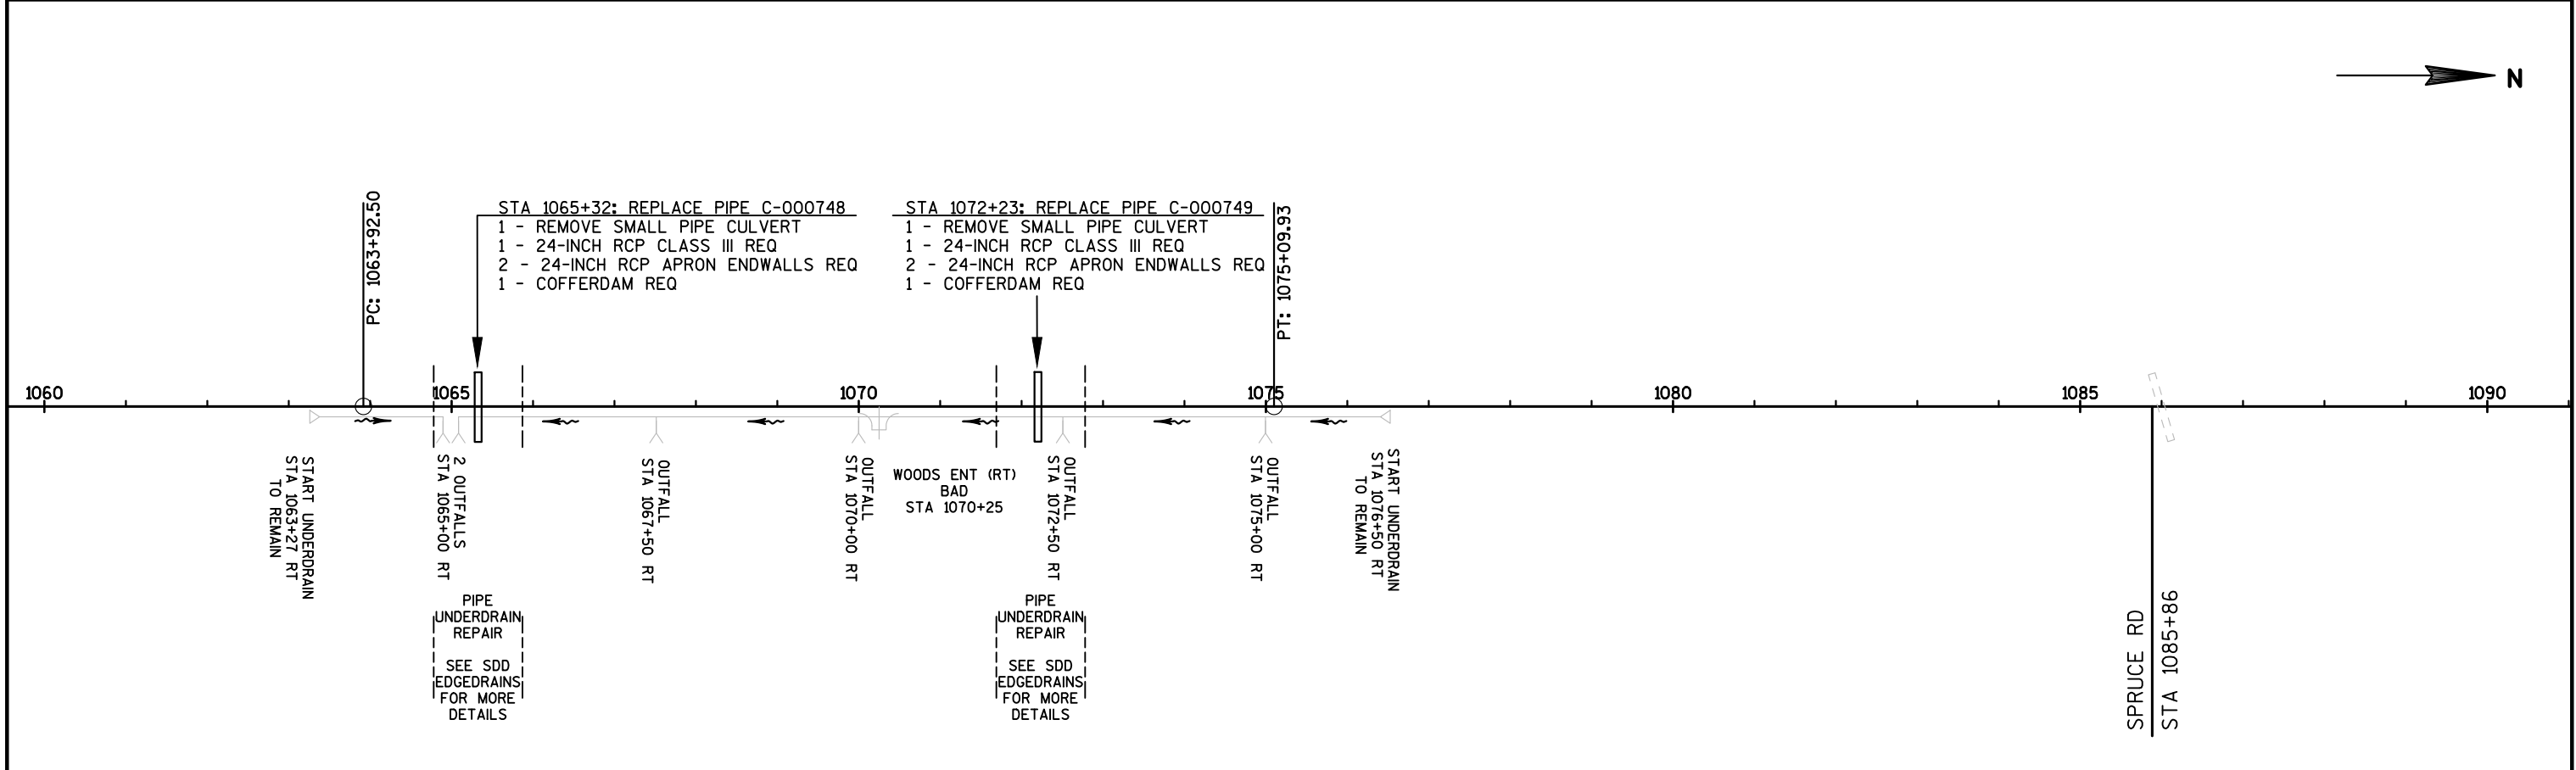 N
PC: 1063+92.50
STA 1065+32: REPLACE PIPE C-000748
1 - REMOVE SMALL PIPE CULVERT
1 - 24-INCH RCP CLASS III REQ
2 - 24-INCH RCP APRON ENDWALLS REQ
1 - COFFERDAM REQ
STA 1072+23: REPLACE PIPE C-000749
1 - REMOVE SMALL PIPE CULVERT
1 - 24-INCH RCP CLASS III REQ
2 - 24-INCH RCP APRON ENDWALLS REQ
1 - COFFERDAM REQ
PT: 1075+09.93
1060
1065
1070
1075
1080
1085
1090
START UNDERDRAIN
STA 1063+27 RT
TO REMAIN
2 OUTFALLS
STA 1065+00 RT
OUTFALL
STA 1067+50 RT
OUTFALL
STA 1070+00 RT
WOODS ENT (RT)
BAD
STA 1070+25
OUTFALL
STA 1072+50 RT
OUTFALL
STA 1075+00 RT
START UNDERDRAIN
STA 1076+50 RT
TO REMAIN
PIPE
UNDERDRAIN
REPAIR
SEE SDD
EDGEDRAINS
FOR MORE
DETAILS
PIPE
UNDERDRAIN
REPAIR
SEE SDD
EDGEDRAINS
FOR MORE
DETAILS
SPRUCE RD
STA 1085+86